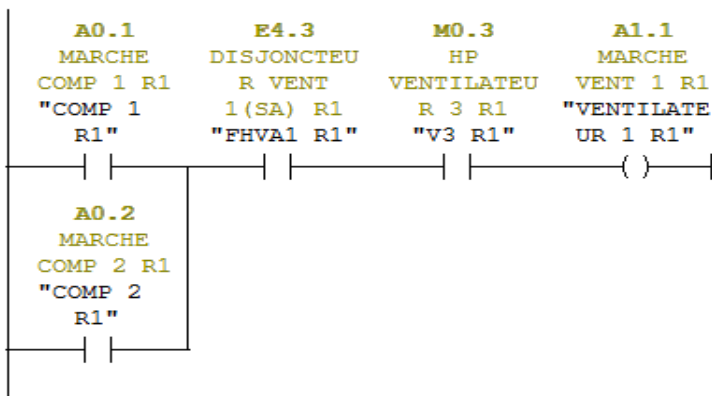 A0.1 E4.3 M0.3 A1.1
MARCHE DISJONCTEU HP MARCHE
COMP 1 R1 R VENT VENTILATEU VENT 1 R1
"COMP 1 1(SA) R1 R 3 R1 "VENTILATE
R1" "FHVA1 R1" "V3 R1" UR 1 R1"
A0.2
MARCHE
COMP 2 R1
"COMP 2
R1"